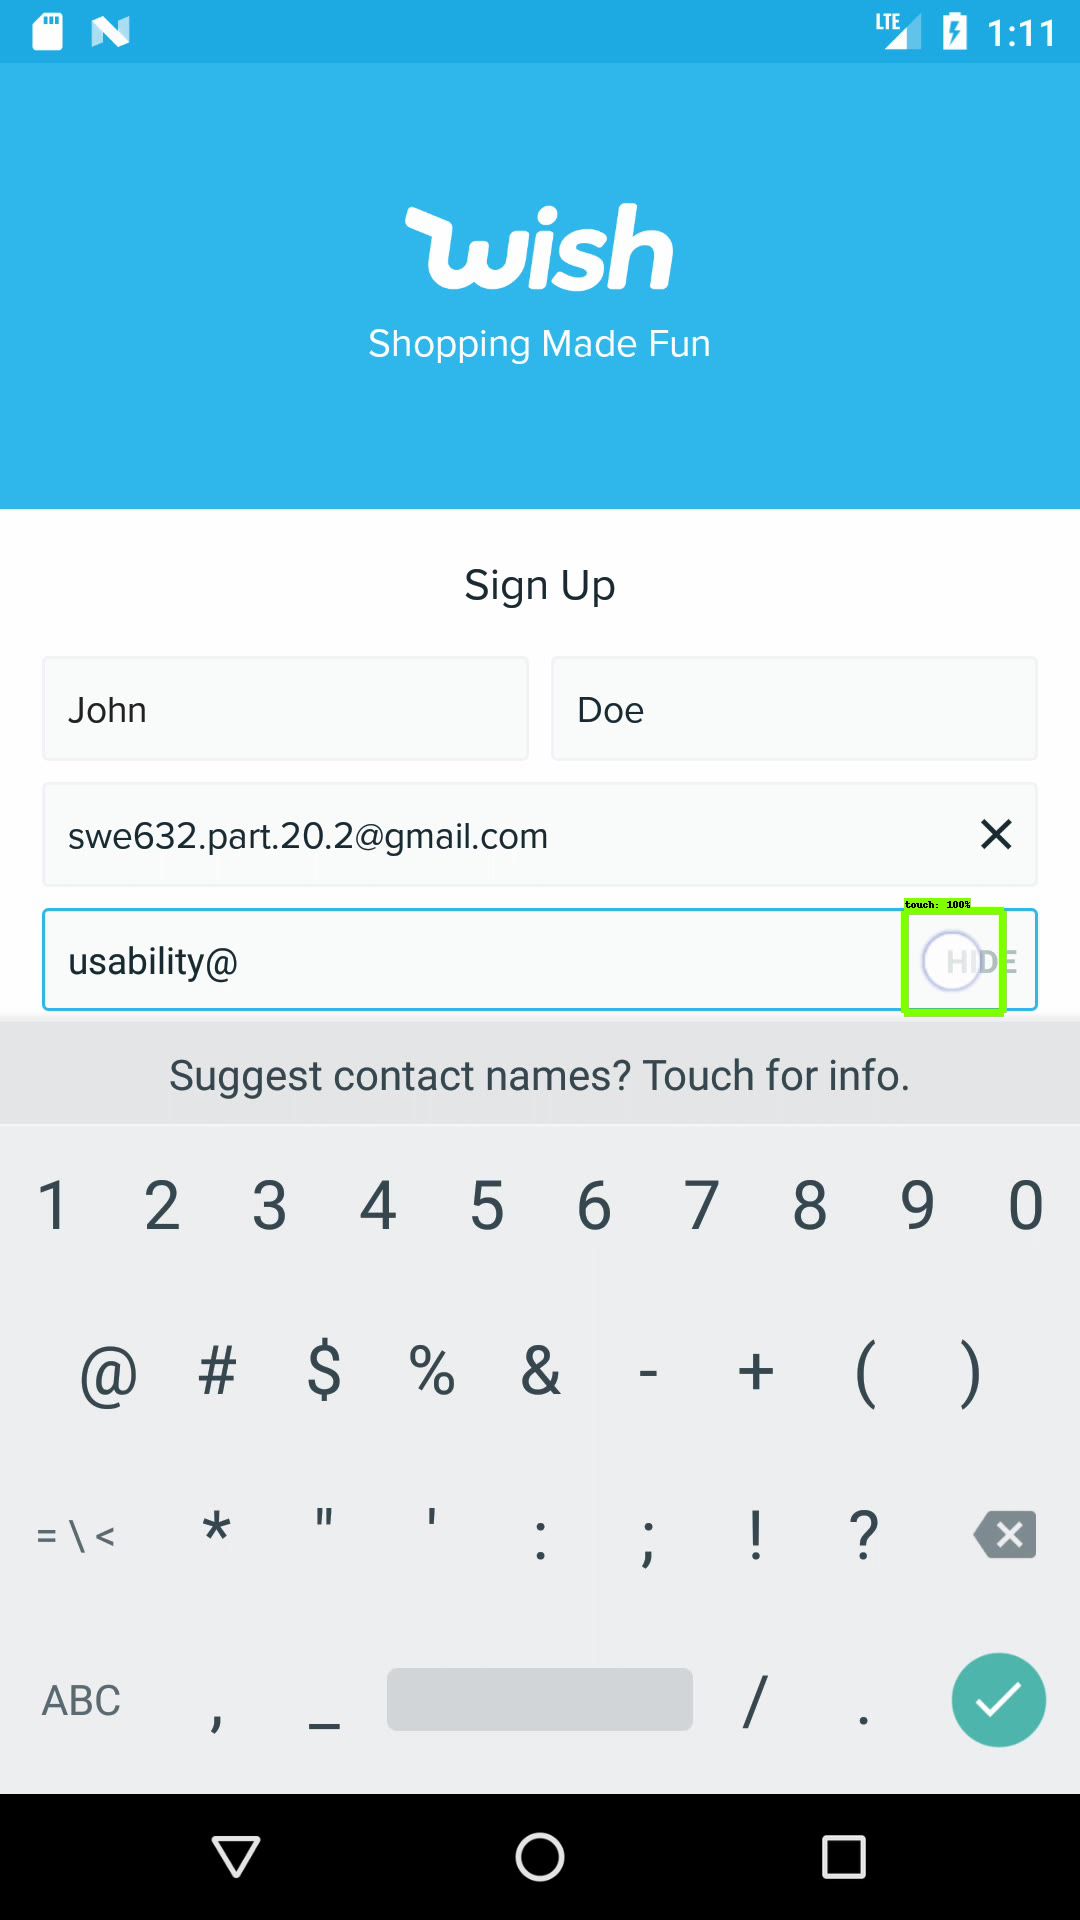 LTE 1:11
wish
Shopping Made Fun
Sign Up
John Doe
swe632.part.20.2@gmail.com
touch: 100%
usability@ HIDE
Suggest contact names? Touch for info.
1 2 3 4 5 6 7 8 9 0
@ # $ % & - + ( )
= \ < * " ' : ; ! ?
ABC , _ / .